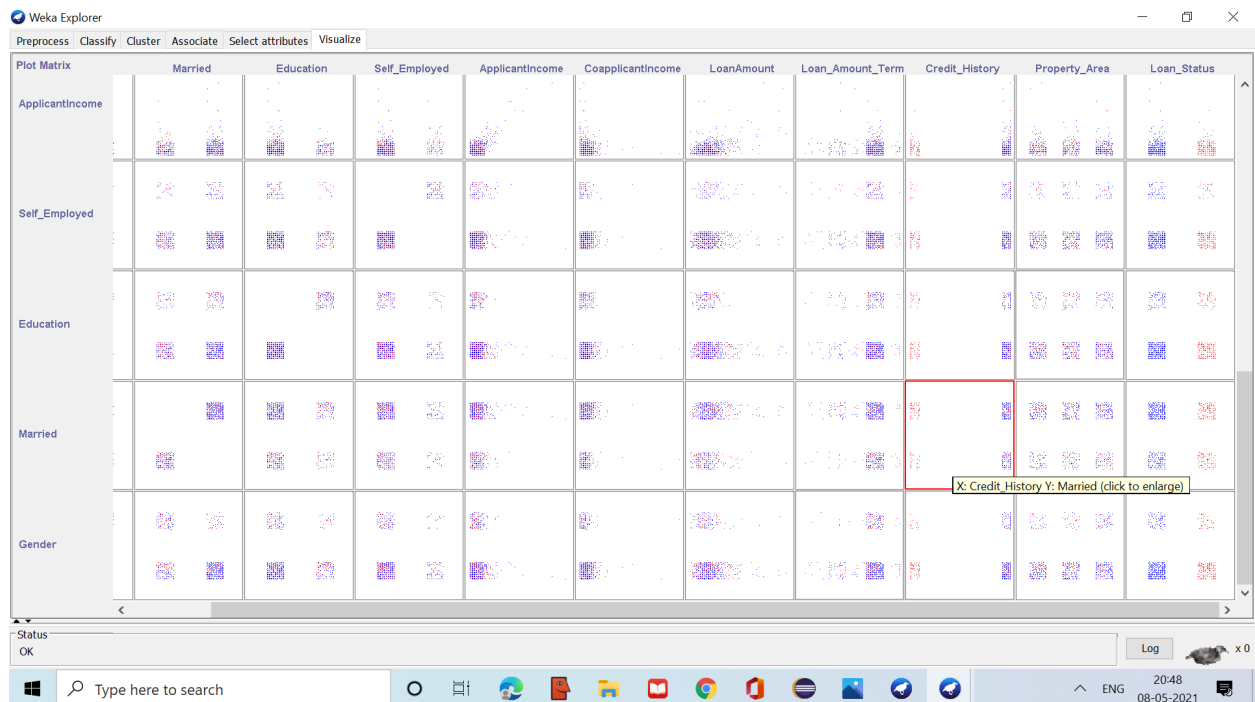 Weka Explorer
Preprocess Classify Cluster Associate Select attributes Visualize
Plot Matrix Married Education Self_Employed ApplicantIncome CoapplicantIncome LoanAmount Loan_Amount_Term Credit_History Property_Area Loan_Status
ApplicantIncome
Self_Employed
Education
Married
X: Credit_History Y: Married (click to enlarge)
Gender
Status
OK
Log
x 0
Type here to search
ENG
20:48
08-05-2021